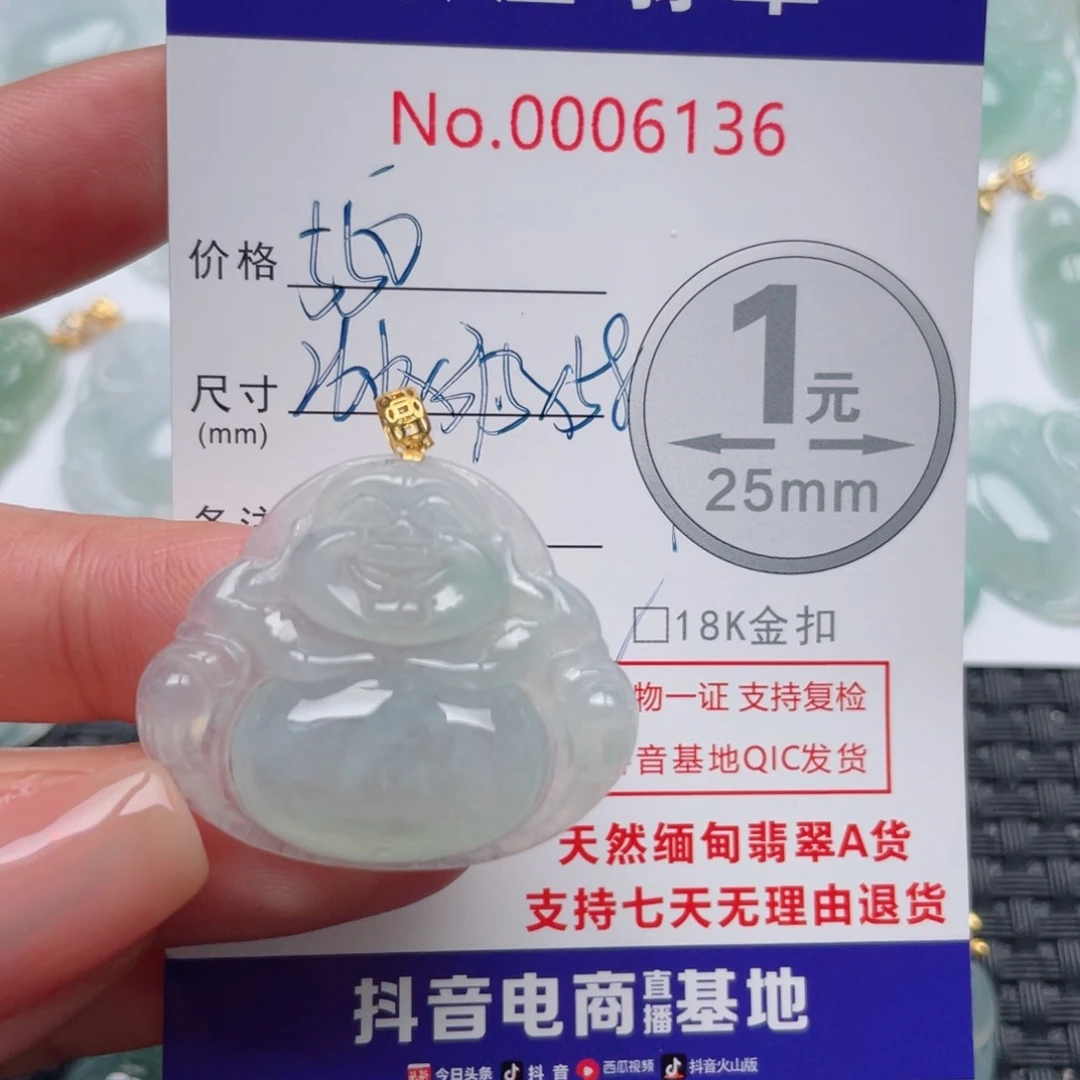 No.0006136
价格
尺寸
(mm)
1元
25mm
□18K金扣
物一证 支持复检
音基地QIC发货
天然缅甸翡翠A货
支持七天无理由退货
抖音电商直播基地
头条 今日头条 抖音 西瓜视频 抖音火山版